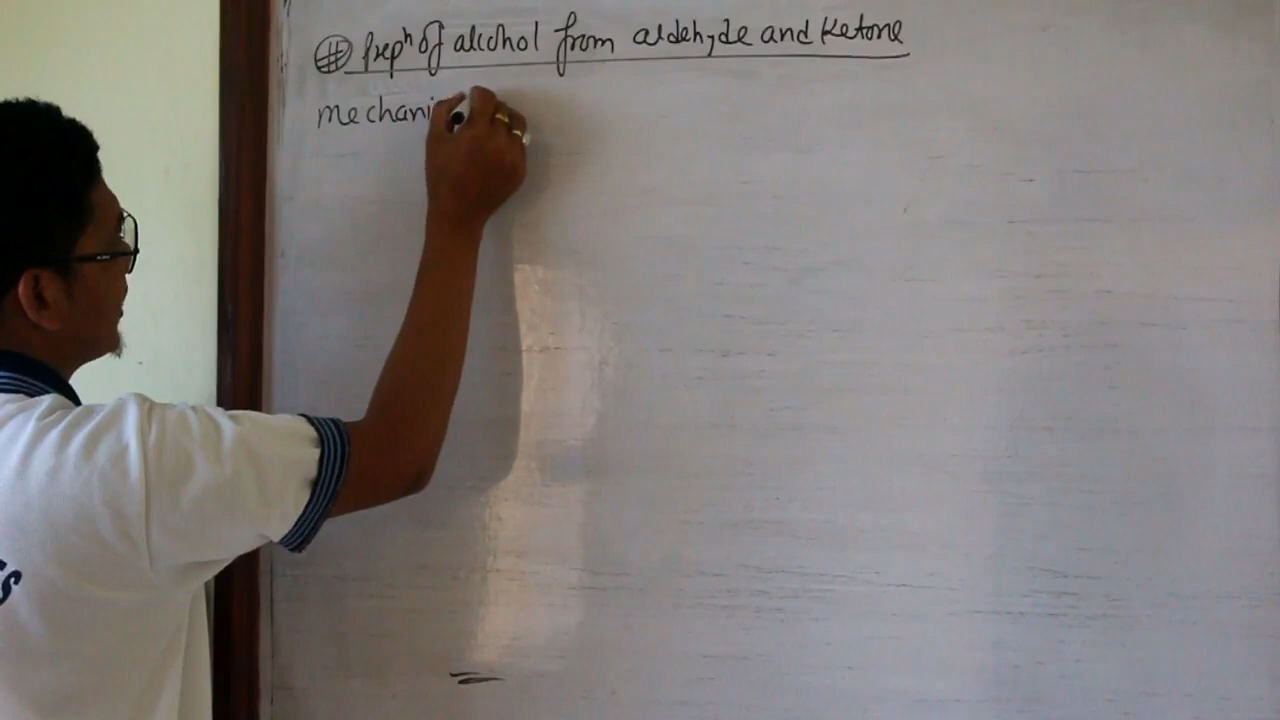 # Prepⁿ of alcohol from aldehyde and Ketone
mechani